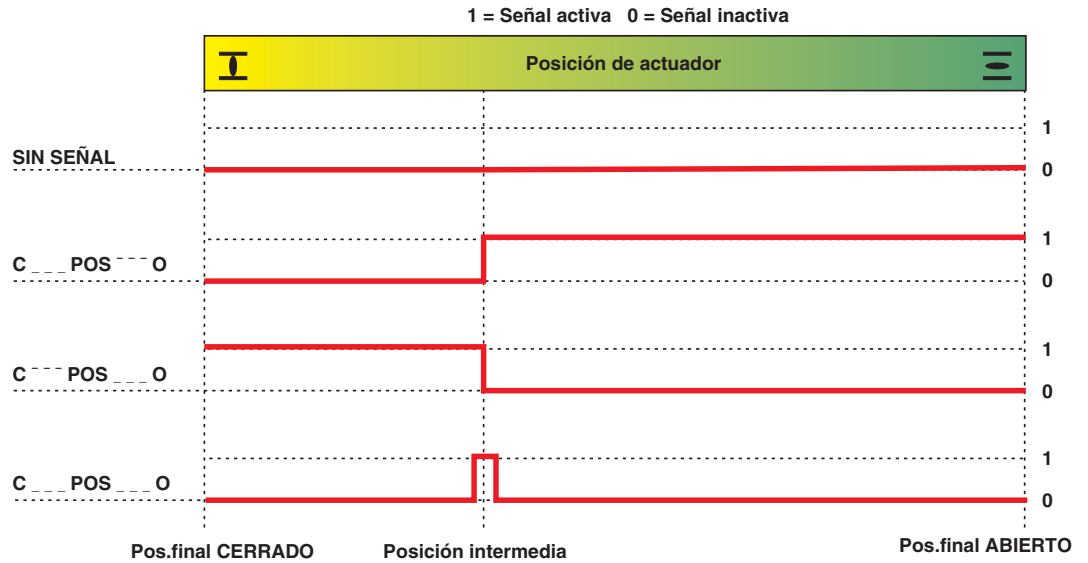 1 = Señal activa 0 = Señal inactiva
Posición de actuador
1
SIN SEÑAL
0
1
C _ _ _ POS ¯ ¯ ¯ O
0
1
C ¯ ¯ ¯ POS _ _ _ O
0
1
C _ _ _ POS _ _ _ O
0
Pos.final CERRADO Posición intermedia Pos.final ABIERTO